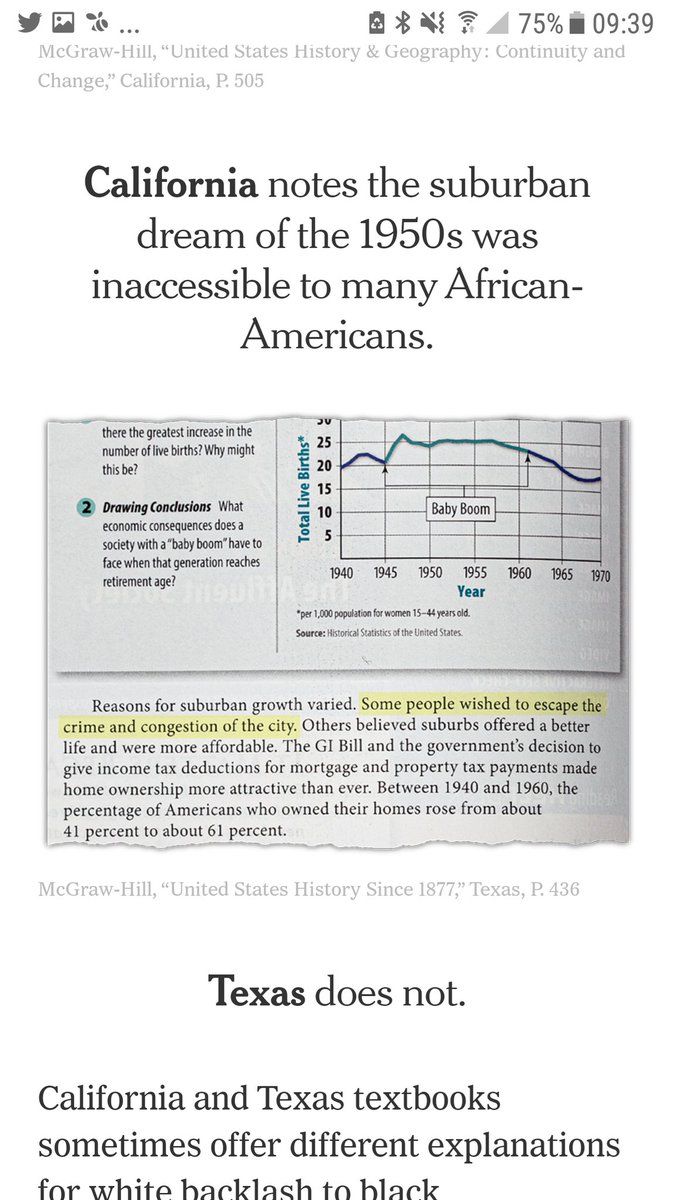 ... 75% 09:39
McGraw-Hill, “United States History & Geography: Continuity and
Change,” California, P. 505
California notes the suburban
dream of the 1950s was
inaccessible to many African-
Americans.
there the greatest increase in the
number of live births? Why might
this be?
2 Drawing Conclusions What
economic consequences does a
society with a “baby boom” have to
face when that generation reaches
retirement age?
Total Live Births*
30
25
20
15
10
5
Baby Boom
1940 1945 1950 1955 1960 1965 1970
Year
*per 1,000 population for women 15–44 years old.
Source: Historical Statistics of the United States.
Reasons for suburban growth varied. Some people wished to escape the
crime and congestion of the city. Others believed suburbs offered a better
life and were more affordable. The GI Bill and the government’s decision to
give income tax deductions for mortgage and property tax payments made
home ownership more attractive than ever. Between 1940 and 1960, the
percentage of Americans who owned their homes rose from about
41 percent to about 61 percent.
McGraw-Hill, “United States History Since 1877,” Texas, P. 436
Texas does not.
California and Texas textbooks
sometimes offer different explanations
for white backlash to black